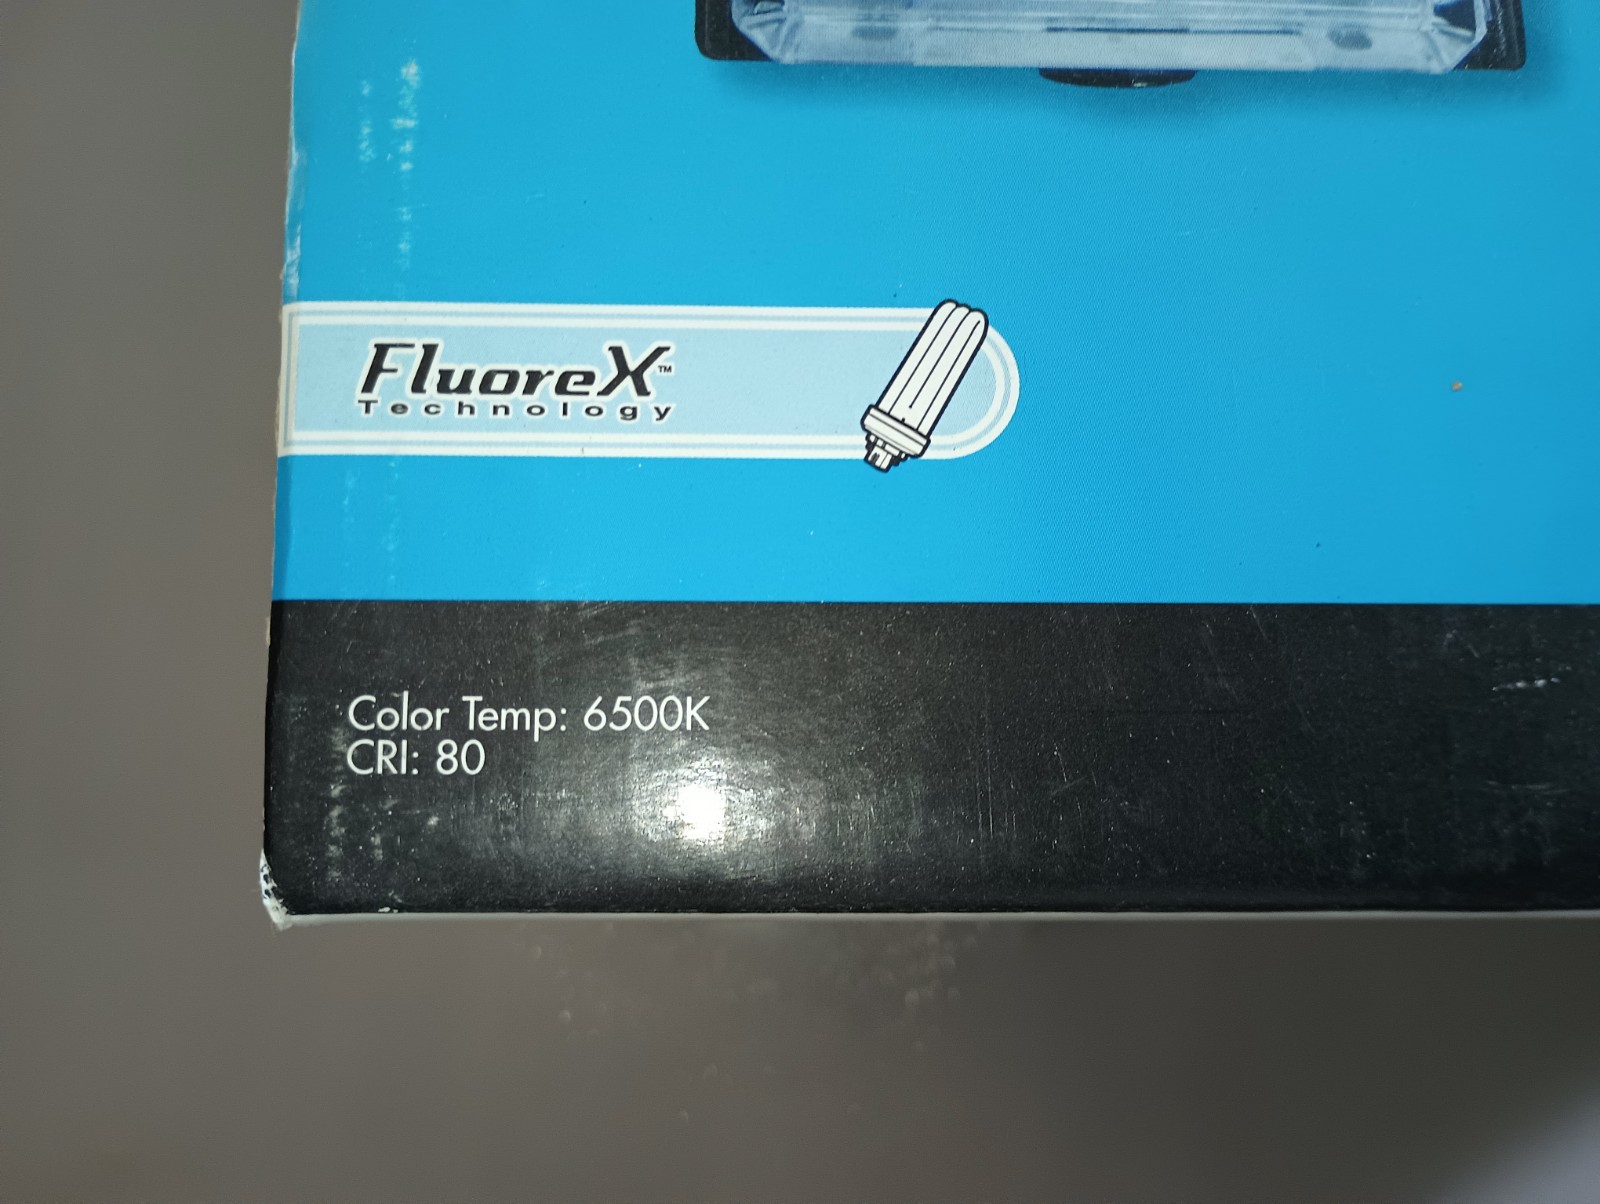 FluoreX™
Technology
Color Temp: 6500K
CRI: 80